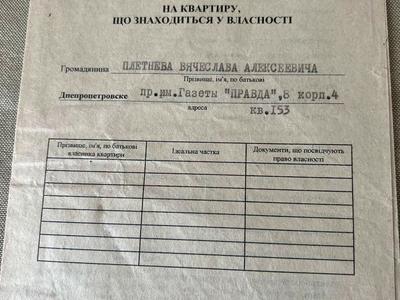 НА КВАРТИРУ,
ЩО ЗНАХОДИТЬСЯ У ВЛАСНОСТІ
Громадянина ПЛЕТНЕВА ВЯЧЕСЛАВА АЛЕКСЕЕВИЧА
Прізвище, ім'я, по батькові
Днепропетровске пр.им.Газеты "ПРАВДА",8 корп.4
адреса
кв.153
Прізвище, ім'я, по батькові власника квартири
Ідеальна частка
Документи, що посвідчують право власності